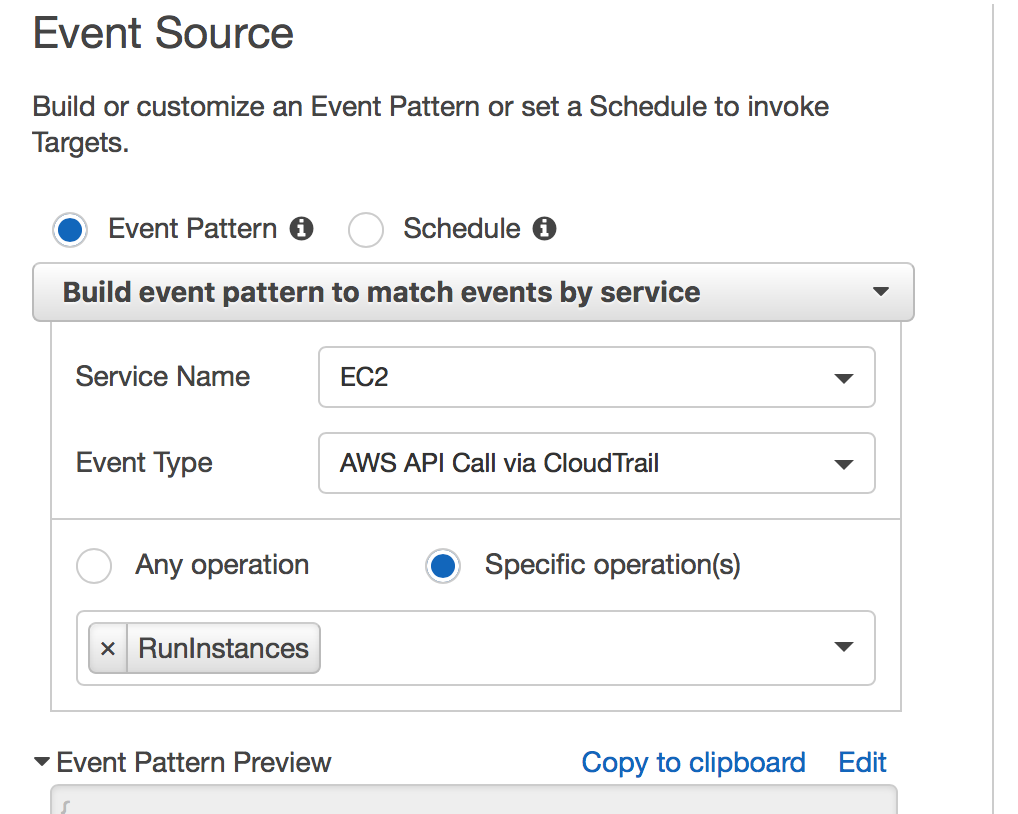 Event Source
Build or customize an Event Pattern or set a Schedule to invoke
Targets.
Event Pattern Schedule
Build event pattern to match events by service
Service Name EC2
Event Type AWS API Call via CloudTrail
Any operation Specific operation(s)
× RunInstances
Event Pattern Preview Copy to clipboard Edit
{